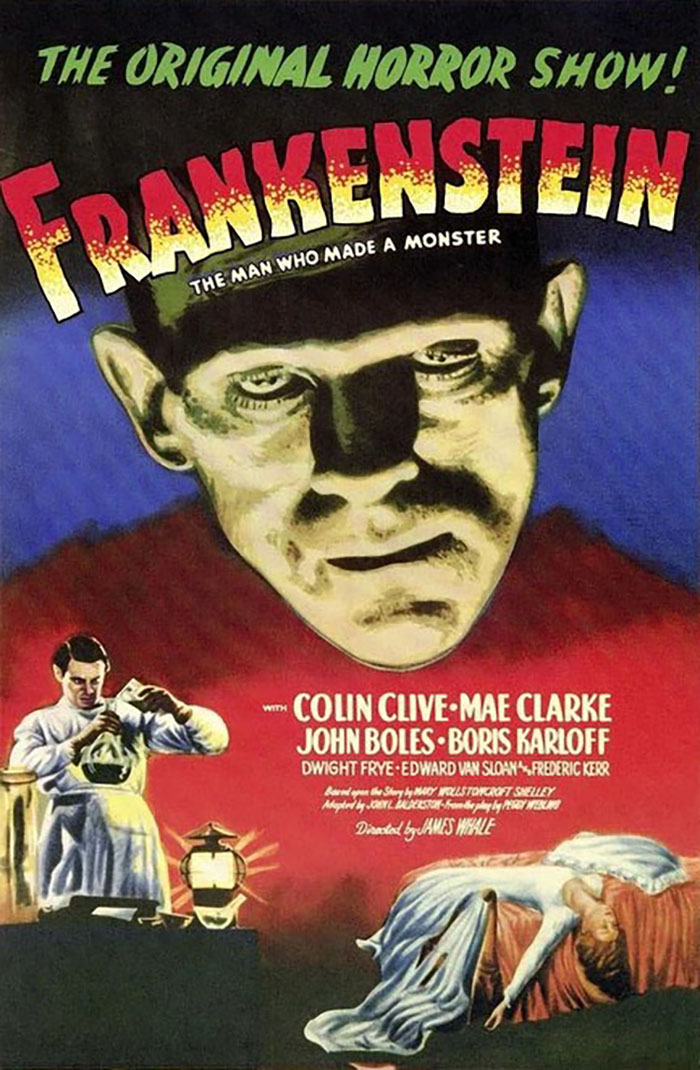 THE ORIGINAL HORROR SHOW!
FRANKENSTEIN
THE MAN WHO MADE A MONSTER
WITH COLIN CLIVE · MAE CLARKE
JOHN BOLES · BORIS KARLOFF
DWIGHT FRYE · EDWARD VAN SLOAN AND FREDERIC KERR
Based upon the Story by MARY WOLLSTONCROFT SHELLEY
Adapted by JOHN L. BALDERSTON · From the play by PEGGY WEBLING
Directed by JAMES WHALE